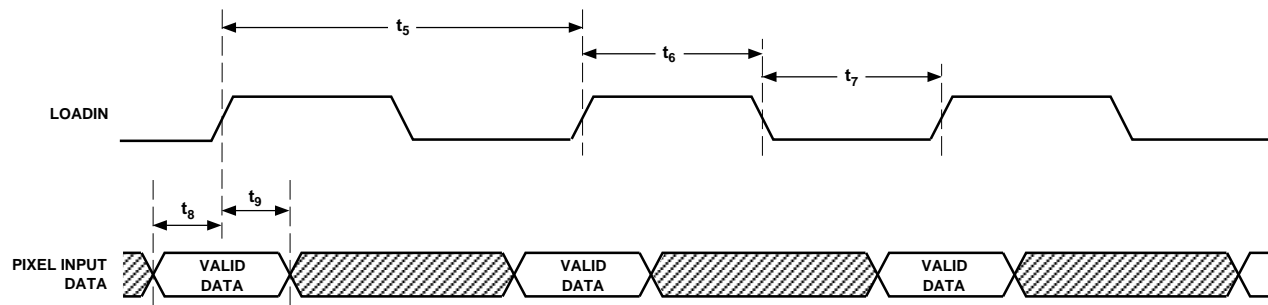 t5
t6
t7
LOADIN
t8
t9
PIXEL INPUT
DATA
VALID
DATA
VALID
DATA
VALID
DATA